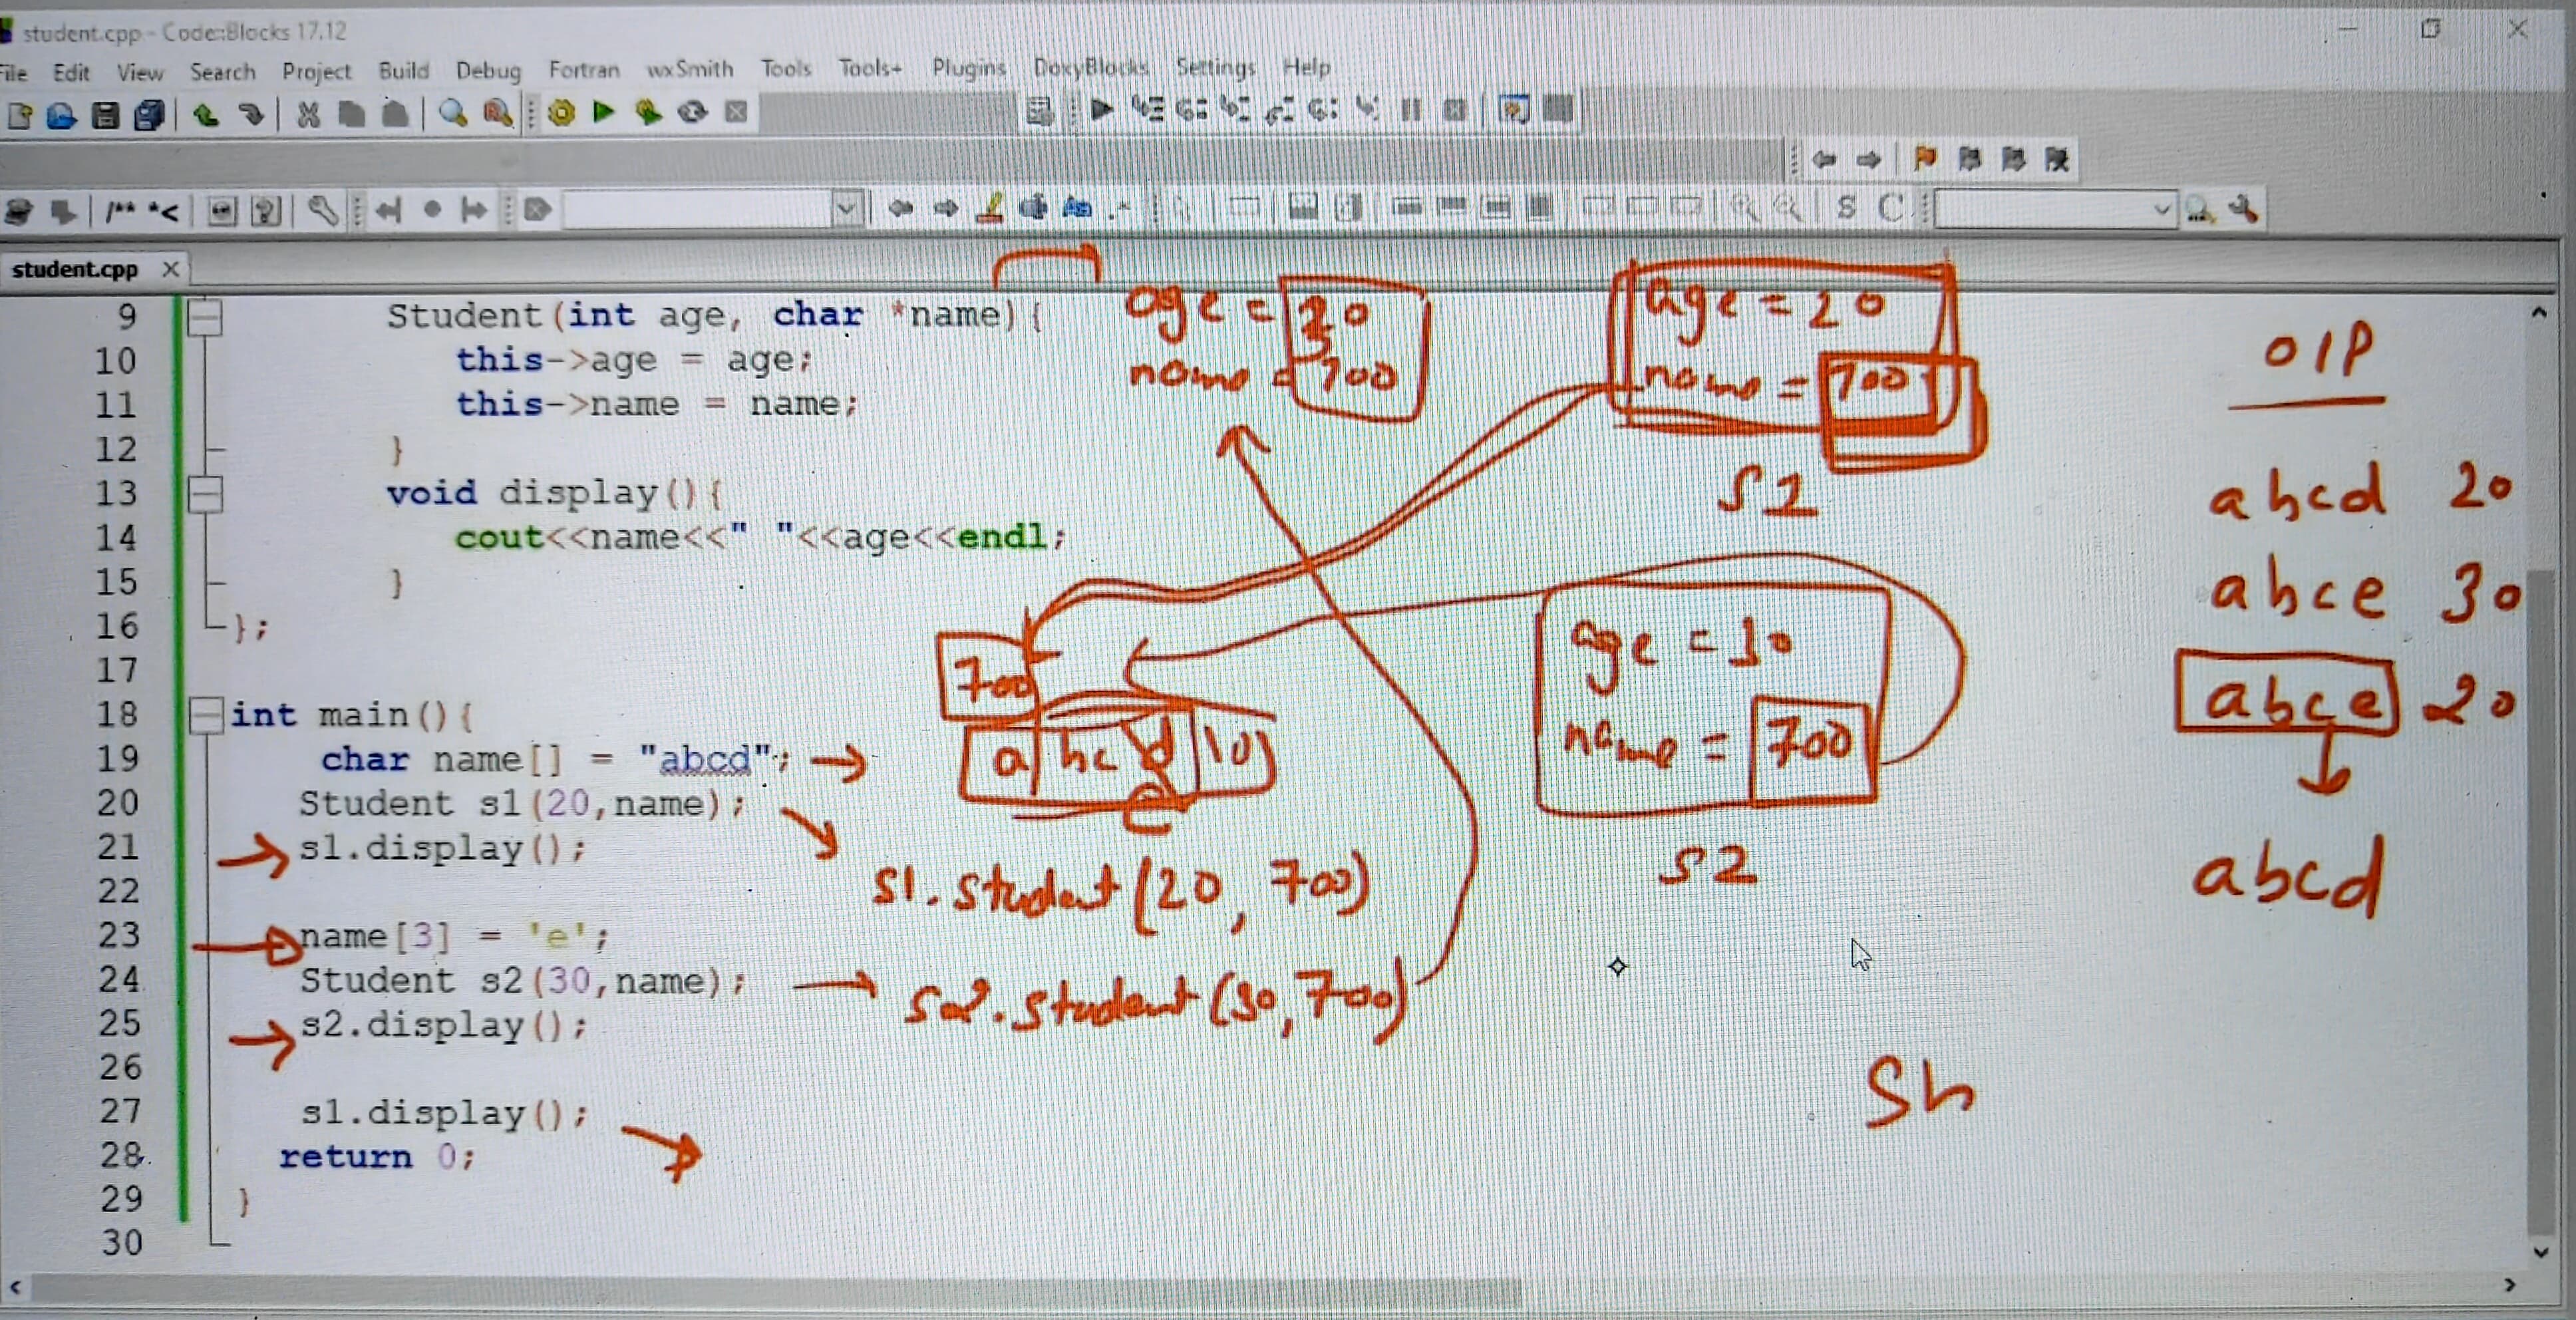 student.cpp - Code::Blocks 17.12
File Edit View Search Project Build Debug Fortran wxSmith Tools Tools+ Plugins DoxyBlocks Settings Help
/** *< S C
student.cpp X
9 Student(int age, char *name){
10 this->age = age;
11 this->name = name;
12 }
13 void display(){
14 cout<<name<<" "<<age<<endl;
15 }
16 };
17
18 int main(){
19 char name[] = "abcd";
20 Student s1(20,name);
21 s1.display();
22
23 name[3] = 'e';
24 Student s2(30,name);
25 s2.display();
26
27 s1.display();
28 return 0;
29 }
30
age = 30
name = 700
age = 20
name = 700
S1
700
a b c d \0
e
age = 30
name = 700
S2
S1.Student(20, 700)
S2.Student(30,700)
O/P
abcd 20
abce 30
abce 20
abcd
Sh